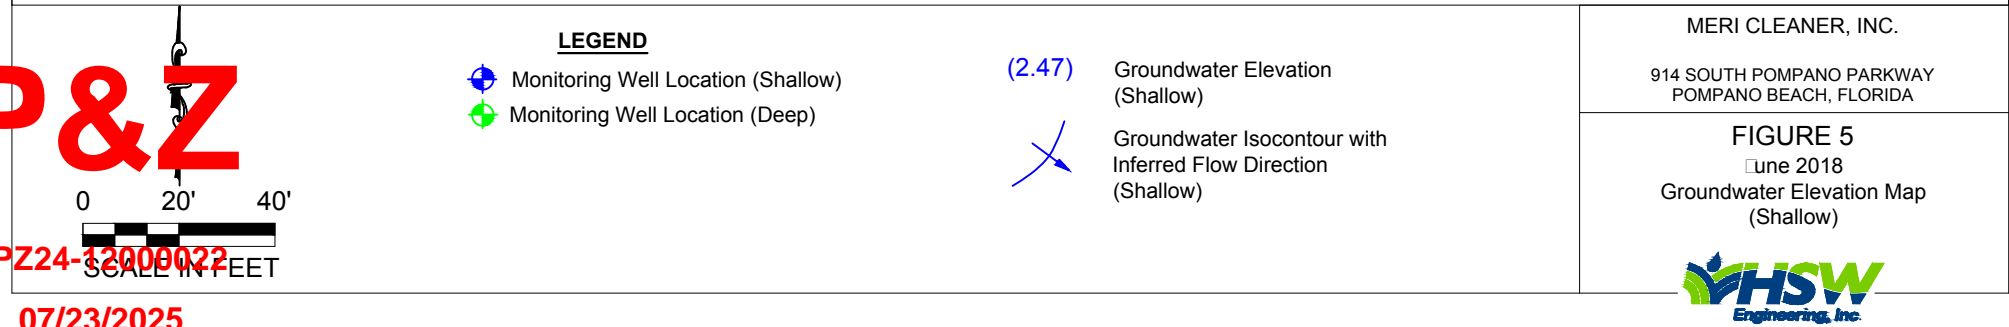 P&Z
0 20' 40'
SCALE IN FEET
PZ24-12000022
07/23/2025
LEGEND
Monitoring Well Location (Shallow)
Monitoring Well Location (Deep)
(2.47) Groundwater Elevation
(Shallow)
Groundwater Isocontour with
Inferred Flow Direction
(Shallow)
MERI CLEANER, INC.
914 SOUTH POMPANO PARKWAY
POMPANO BEACH, FLORIDA
FIGURE 5
□une 2018
Groundwater Elevation Map
(Shallow)
HSW
Engineering, Inc.